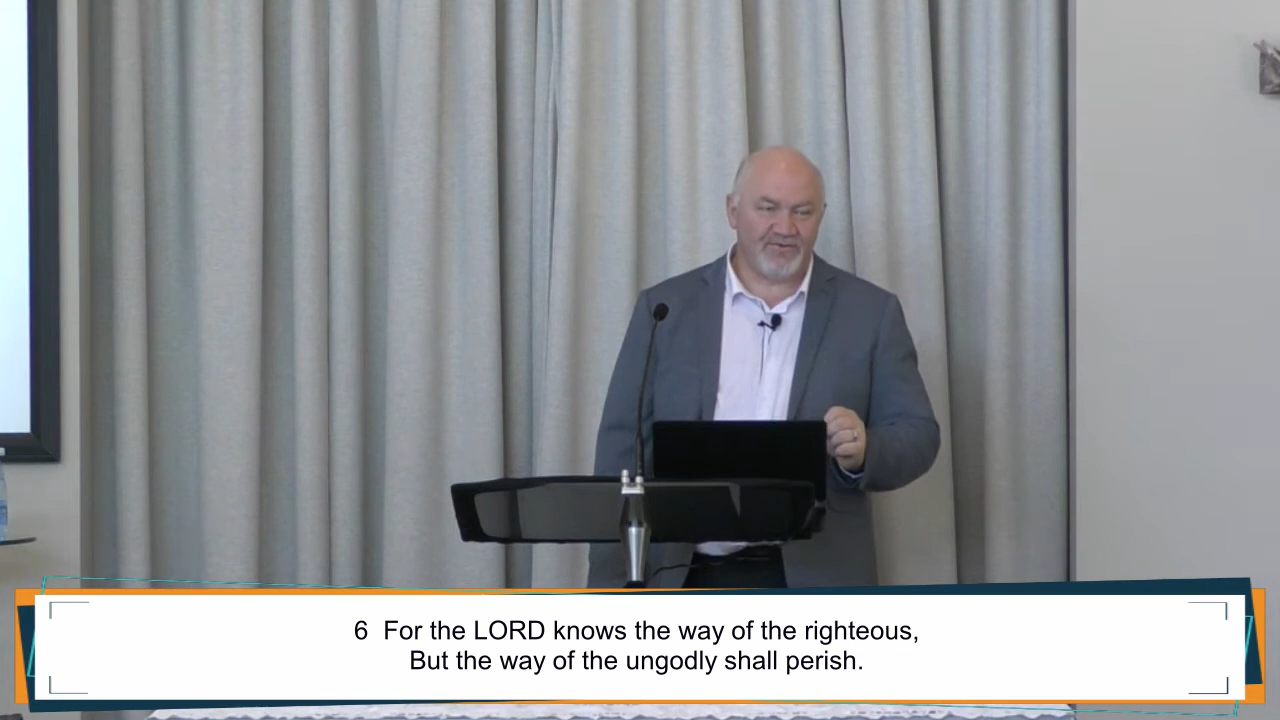 6 For the LORD knows the way of the righteous,
But the way of the ungodly shall perish.